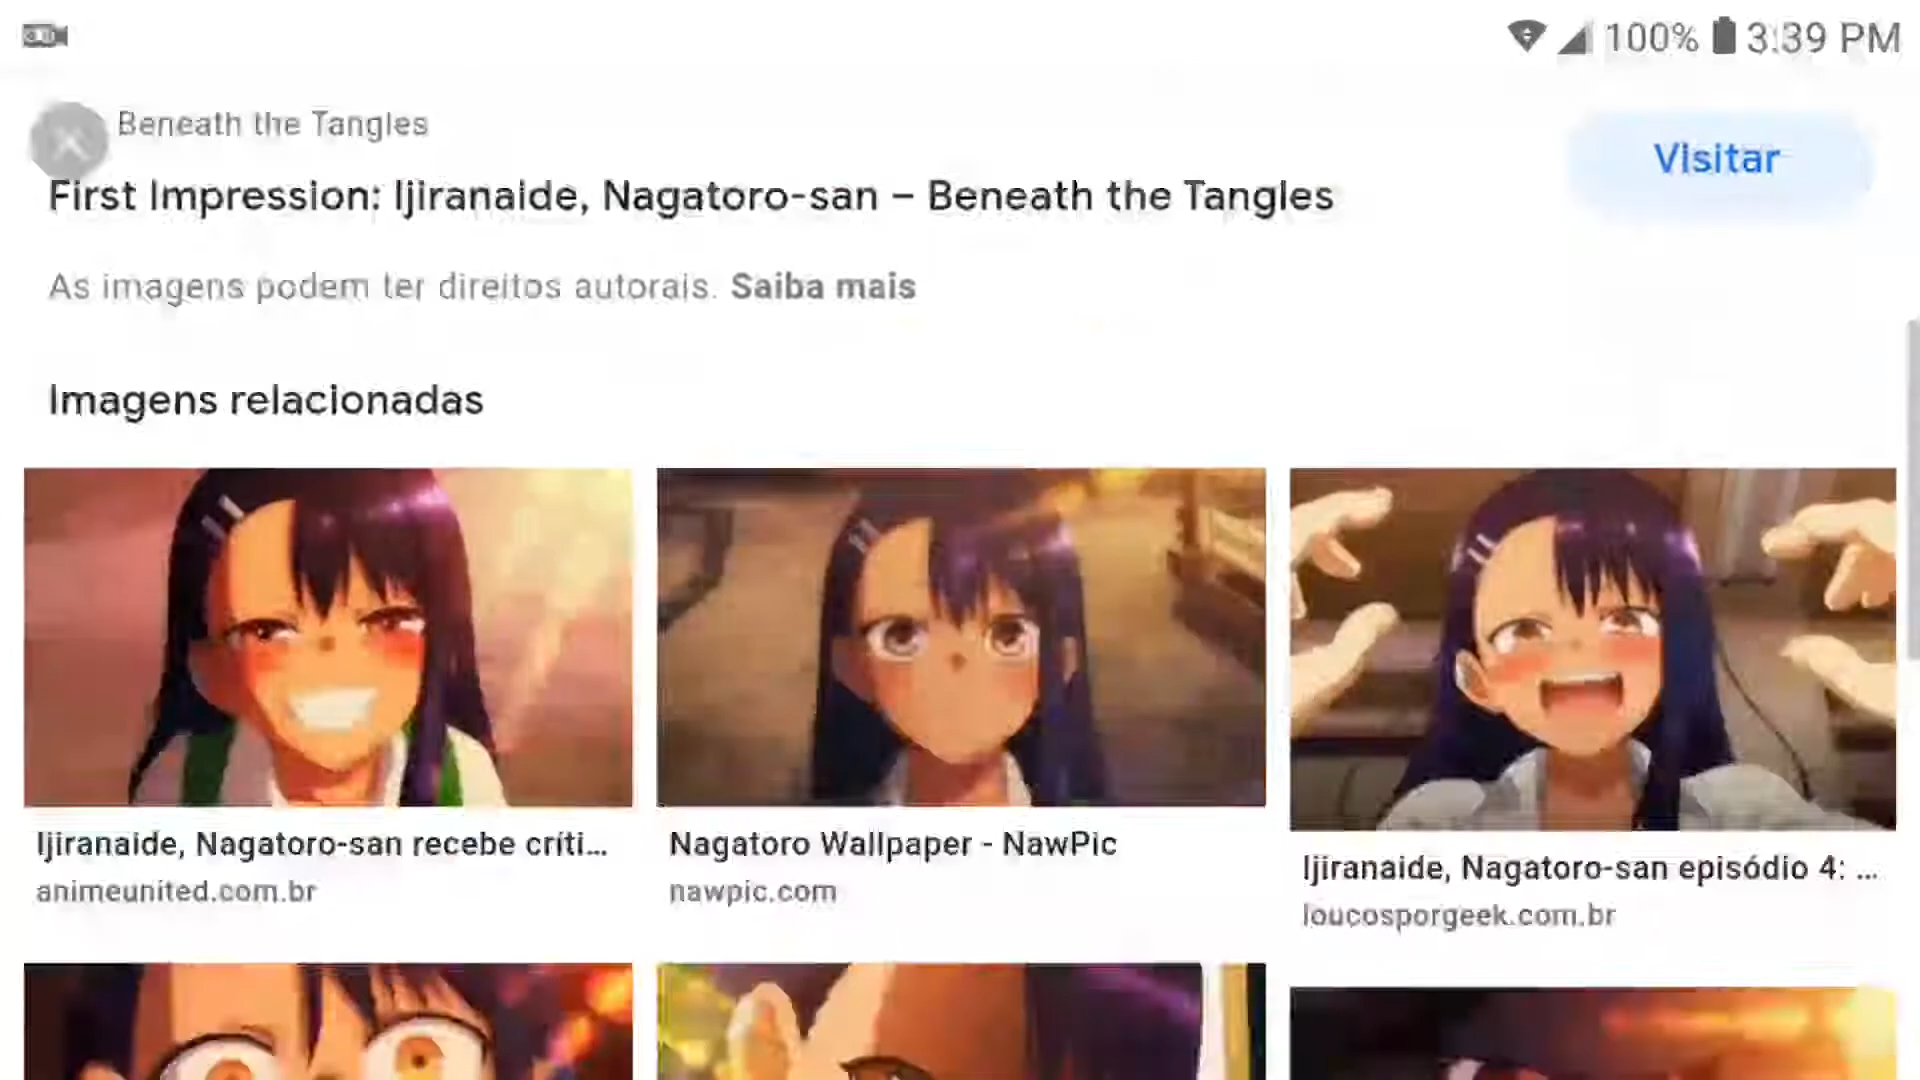 100% 3:39 PM
Beneath the Tangles
Visitar
First Impression: Ijiranaide, Nagatoro-san – Beneath the Tangles
As imagens podem ter direitos autorais. Saiba mais
Imagens relacionadas
Ijiranaide, Nagatoro-san recebe críti...
animeunited.com.br
Nagatoro Wallpaper - NawPic
nawpic.com
Ijiranaide, Nagatoro-san episódio 4: ...
loucosporgeek.com.br